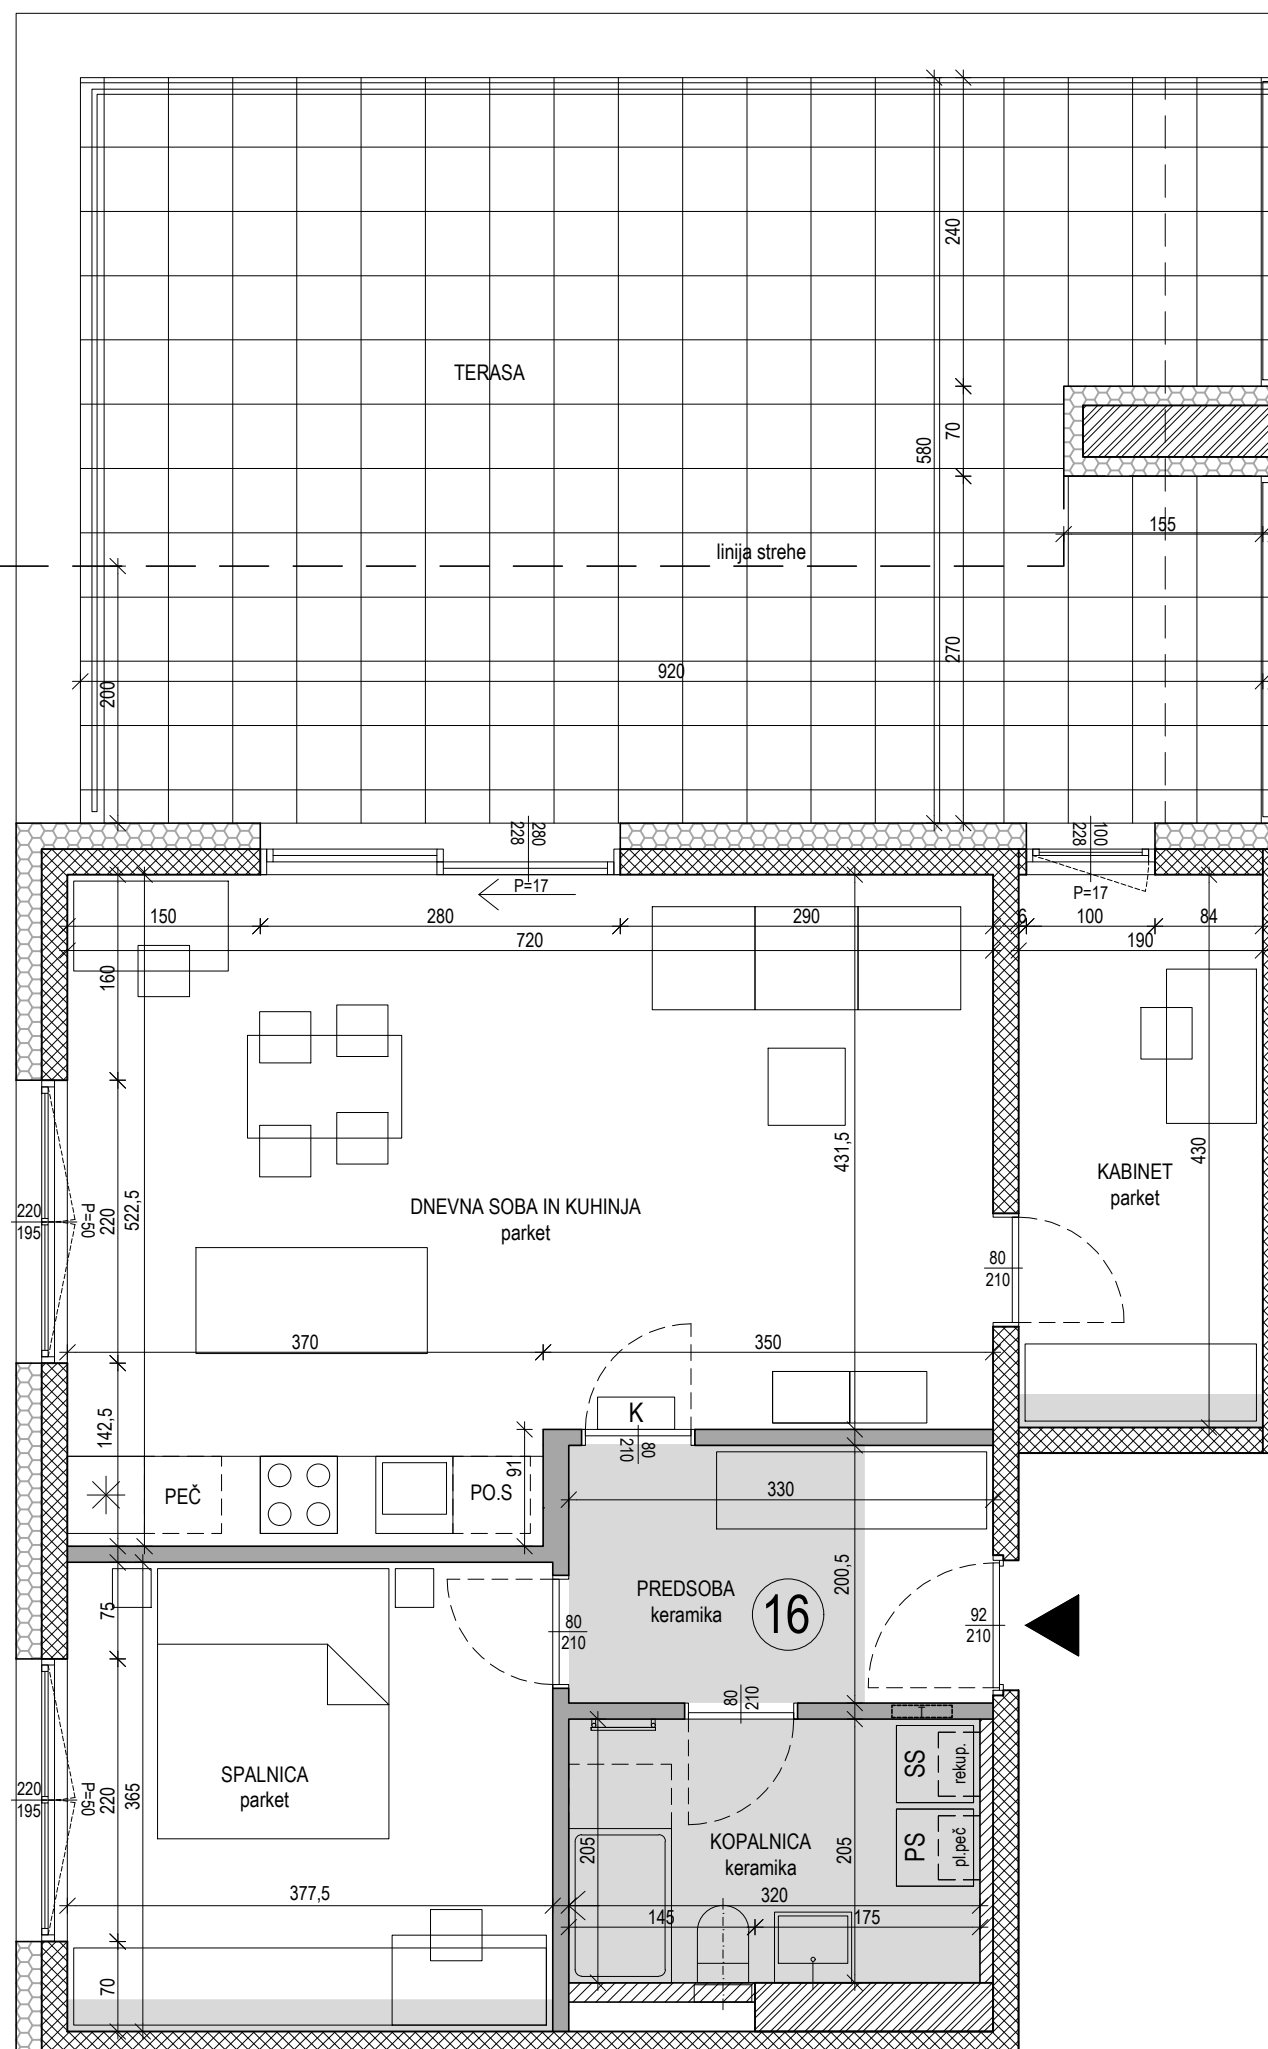 240
TERASA
70
580
155
linija strehe
270
920
200
280
228
100
228
P=17
P=17
150
280
290
6
100
84
720
190
160
431,5
430
KABINET
parket
DNEVNA SOBA IN KUHINJA
parket
220
195
P=50
220
522,5
80
210
370
350
142,5
K
80
210
91
PEČ
PO.S
330
75
PREDSOBA
keramika
16
200,5
92
210
80
210
80
210
T
SPALNICA
parket
220
195
P=50
220
365
SS
rekup.
KOPALNICA
keramika
205
205
PS
pl.peč
377,5
320
145
175
70